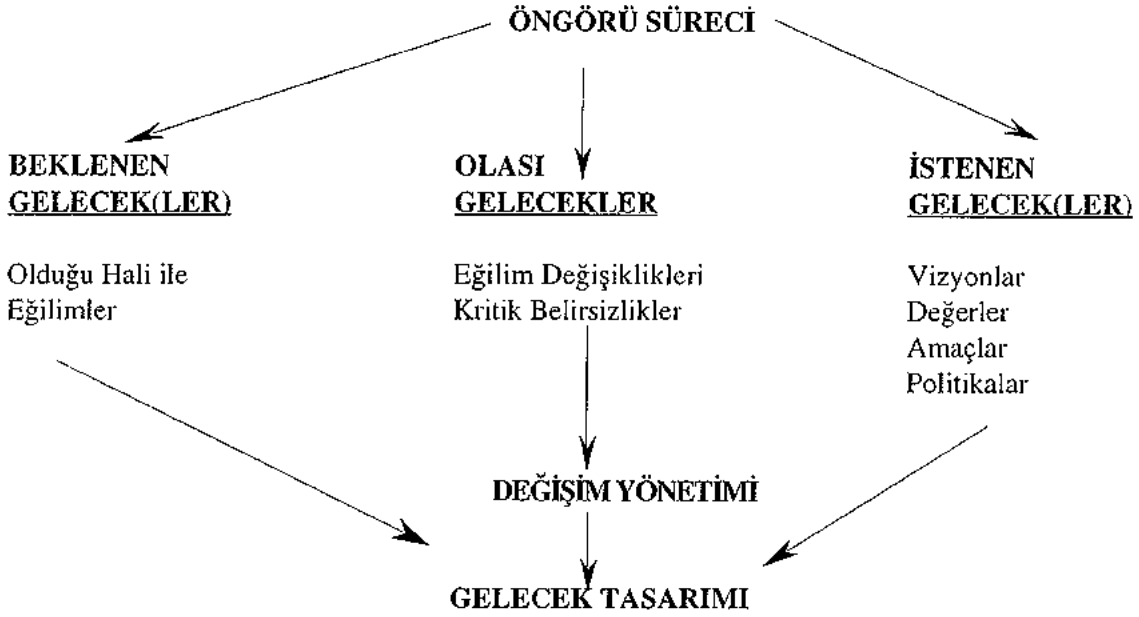 ÖNGÖRÜ SÜRECİ
BEKLENEN
GELECEK(LER)
Olduğu Hali ile
Eğilimler
OLASI
GELECEKLER
Eğilim Değişiklikleri
Kritik Belirsizlikler
İSTENEN
GELECEK(LER)
Vizyonlar
Değerler
Amaçlar
Politikalar
DEĞİŞİM YÖNETİMİ
GELECEK TASARIMI